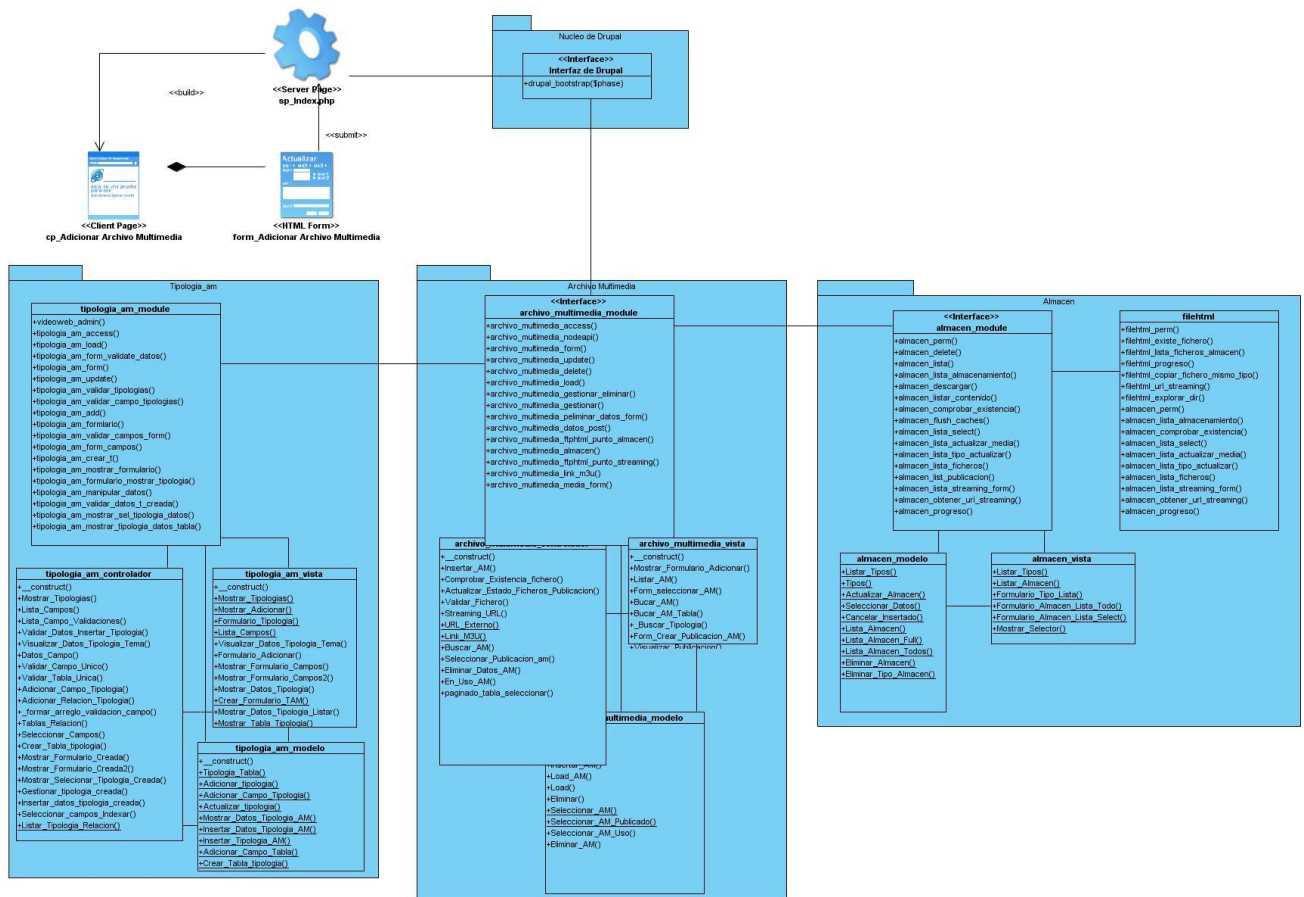 <<build>>
<<Server Page>>
sp_Index.php
<<submit>>
Actualizar
<<Client Page>>
cp_Adicionar Archivo Multimedia
<<HTML Form>>
form_Adicionar Archivo Multimedia
Nucleo de Drupal
<<Interface>>
Interfaz de Drupal
+drupal_bootstrap($phase)
Tipologia_am
tipologia_am_module
+videoweb_admin()
+tipologia_am_access()
+tipologia_am_load()
+tipologia_am_form_validate_datos()
+tipologia_am_form()
+tipologia_am_update()
+tipologia_am_validar_tipologias()
+tipologia_am_validar_campo_tipologias()
+tipologia_am_add()
+tipologia_am_formlario()
+tipologia_am_validar_campos_form()
+tipologia_am_form_campos()
+tipologia_am_crear_t()
+tipologia_am_mostrar_formulario()
+tipologia_am_formulario_mostrar_tipologia()
+tipologia_am_manipular_datos()
+tipologia_am_validar_datos_t_creada()
+tipologia_am_mostrar_sel_tipologia_datos()
+tipologia_am_mostrar_tipologia_datos_tabla()
tipologia_am_controlador
+__construct()
+Mostrar_Tipologias()
+Lista_Campos()
+Lista_Campo_Validaciones()
+Validar_Datos_Insertar_Tipologia()
+Visualizar_Datos_Tipologia_Tema()
+Datos_Campo()
+Validar_Campo_Unico()
+Validar_Tabla_Unica()
+Adicionar_Campo_Tipologia()
+Adicionar_Relacion_Tipologia()
+_formar_arreglo_validacion_campo()
+Tablas_Relacion()
+Seleccionar_Campos()
+Crear_Tabla_tipologia()
+Mostrar_Formulario_Creada()
+Mostrar_Formulario_Creada2()
+Mostrar_Selecionar_Tipologia_Creada()
+Gestionar_tipologia_creada()
+Insertar_datos_tipologia_creada()
+Seleccionar_campos_Indexar()
+Listar_Tipologia_Relacion()
tipologia_am_vista
+__construct()
+Mostrar_Tipologias()
+Mostrar_Adicionar()
+Formulario_Tipologia()
+Lista_Campos()
+Visualizar_Datos_Tipologia_Tema()
+Formulario_Adicionar()
+Mostrar_Formulario_Campos()
+Mostrar_Formulario_Campos2()
+Mostrar_Datos_Tipologia()
+Crear_Formulario_TAM()
+Mostrar_Datos_Tipologia_Listar()
+Mostrar_Tabla_Tipologia()
tipologia_am_modelo
+__construct()
+Tipologia_Tabla()
+Adicionar_tipologia()
+Adicionar_Campo_Tipologia()
+Actualizar_tipologia()
+Mostrar_Datos_Tipologia_AM()
+Insertar_Datos_Tipologia_AM()
+Insertar_Tipologia_AM()
+Adicionar_Campo_Tabla()
+Crear_Tabla_tipologia()
Archivo Multimedia
<<Interface>>
archivo_multimedia_module
+archivo_multimedia_access()
+archivo_multimedia_nodeapi()
+archivo_multimedia_form()
+archivo_multimedia_update()
+archivo_multimedia_delete()
+archivo_multimedia_load()
+archivo_multimedia_gestionar_eliminar()
+archivo_multimedia_gestionar()
+archivo_multimedia_peliminar_datos_form()
+archivo_multimedia_datos_post()
+archivo_multimedia_ftphtml_punto_almacen()
+archivo_multimedia_almacen()
+archivo_multimedia_ftphtml_punto_streaming()
+archivo_multimedia_link_m3u()
+archivo_multimedia_media_form()
archivo_multimedia_controlador
+__construct()
+Insertar_AM()
+Comprobar_Existencia_fichero()
+Actualizar_Estado_Ficheros_Publicacion()
+Validar_Fichero()
+Streaming_URL()
+URL_Externo()
+Link_M3U()
+Buscar_AM()
+Seleccionar_Publicacion_am()
+Eliminar_Datos_AM()
+En_Uso_AM()
+paginado_tabla_seleccionar()
archivo_multimedia_vista
+__construct()
+Mostrar_Formulario_Adicionar()
+Listar_AM()
+Form_seleccionar_AM()
+Bucar_AM()
+Bucar_AM_Tabla()
+_Buscar_Tipologia()
+Form_Crear_Publicacion_AM()
+Visualizar_Publicacion()
multimedia_modelo
+Insertar_AM()
+Load_AM()
+Load()
+Eliminar()
+Seleccionar_AM()
+Seleccionar_AM_Publicado()
+Seleccionar_AM_Uso()
+Eliminar_AM()
Almacen
<<Interface>>
almacen_module
+almacen_perm()
+almacen_delete()
+almacen_lista()
+almacen_lista_almacenamiento()
+almacen_descargar()
+almacen_listar_contenido()
+almacen_comprobar_existencia()
+almacen_flush_caches()
+almacen_lista_select()
+almacen_lista_actualizar_media()
+almacen_lista_tipo_actualizar()
+almacen_lista_ficheros()
+almacen_list_publicacion()
+almacen_lista_streaming_form()
+almacen_obtener_url_streaming()
+almacen_progreso()
filehtml
+filehtml_perm()
+filehtml_existe_fichero()
+filehtml_lista_ficheros_almacen()
+filehtml_progreso()
+filehtml_copiar_fichero_mismo_tipo()
+filehtml_url_streaming()
+filehtml_explorar_dir()
+almacen_perm()
+almacen_lista_almacenamiento()
+almacen_comprobar_existencia()
+almacen_lista_select()
+almacen_lista_actualizar_media()
+almacen_lista_tipo_actualizar()
+almacen_lista_ficheros()
+almacen_lista_streaming_form()
+almacen_obtener_url_streaming()
+almacen_progreso()
almacen_modelo
+Listar_Tipos()
+Tipos()
+Actualizar_Almacen()
+Seleccionar_Datos()
+Cancelar_Insertado()
+Lista_Almacen()
+Lista_Almacen_Full()
+Lista_Almacen_Todos()
+Eliminar_Almacen()
+Eliminar_Tipo_Almacen()
almacen_vista
+Listar_Tipos()
+Listar_Almacen()
+Formulario_Tipo_Lista()
+Formulario_Almacen_Lista_Todo()
+Formulario_Almacen_Lista_Select()
+Mostrar_Selector()